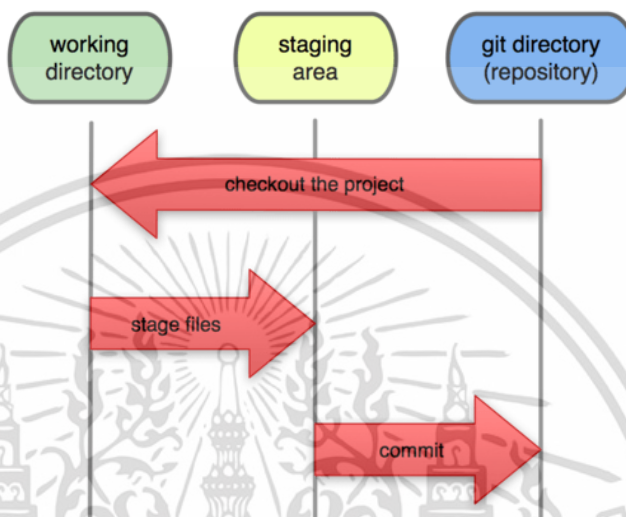 working
directory
staging
area
git directory
(repository)
checkout the project
stage files
commit